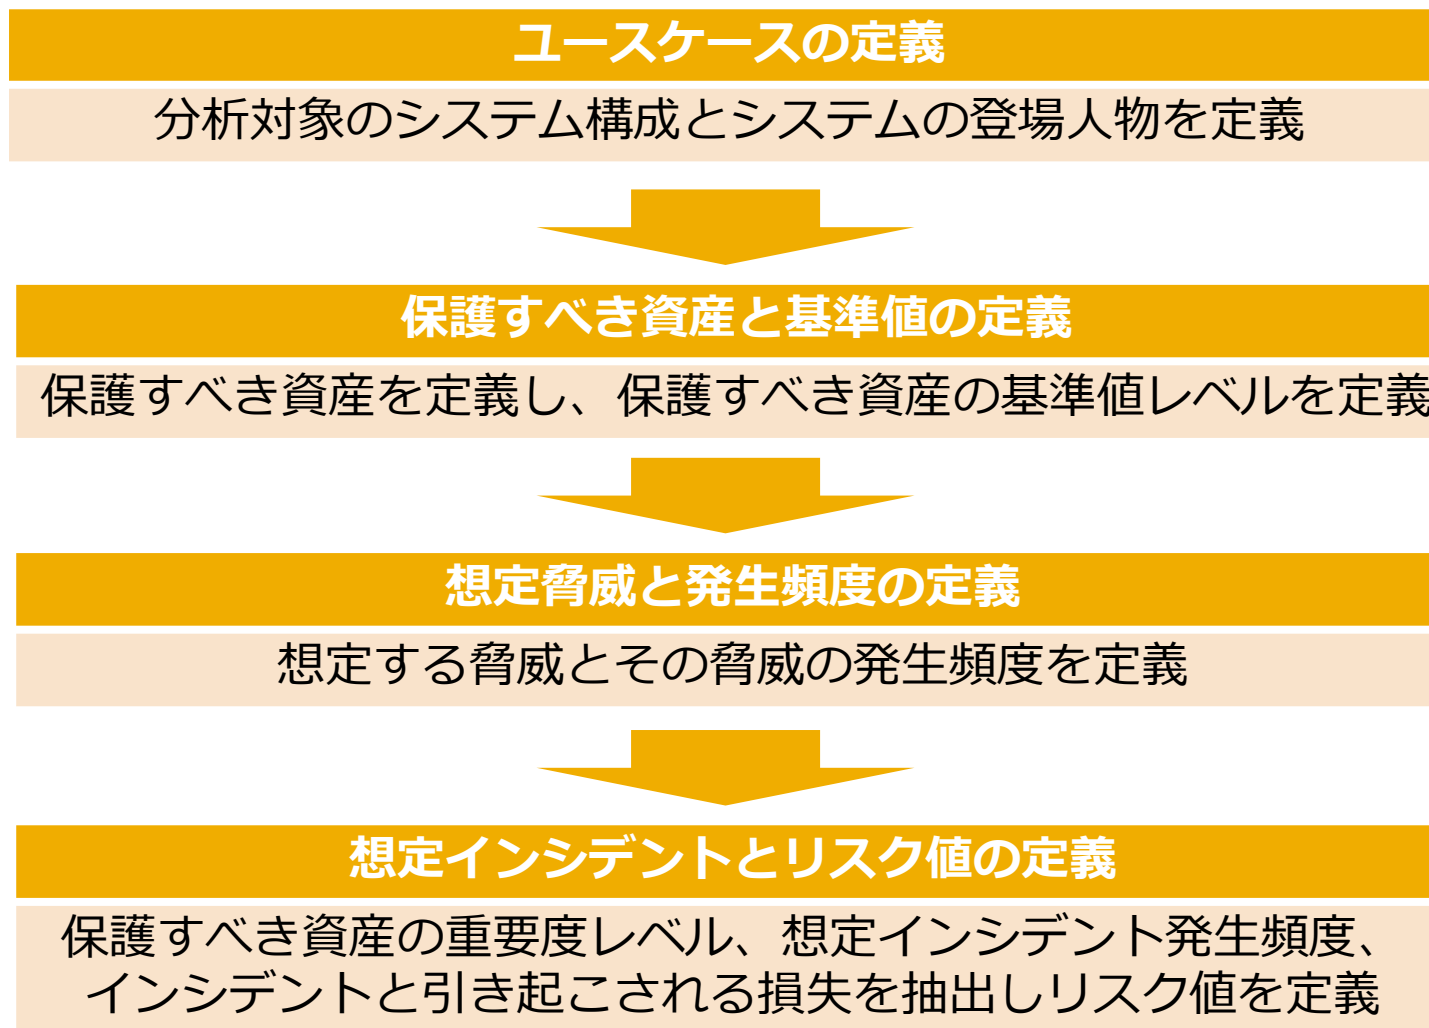 ユースケースの定義
分析対象のシステム構成とシステムの登場人物を定義
保護すべき資産と基準値の定義
保護すべき資産を定義し、保護すべき資産の基準値レベルを定義
想定脅威と発生頻度の定義
想定する脅威とその脅威の発生頻度を定義
想定インシデントとリスク値の定義
保護すべき資産の重要度レベル、想定インシデント発生頻度、
インシデントと引き起こされる損失を抽出しリスク値を定義